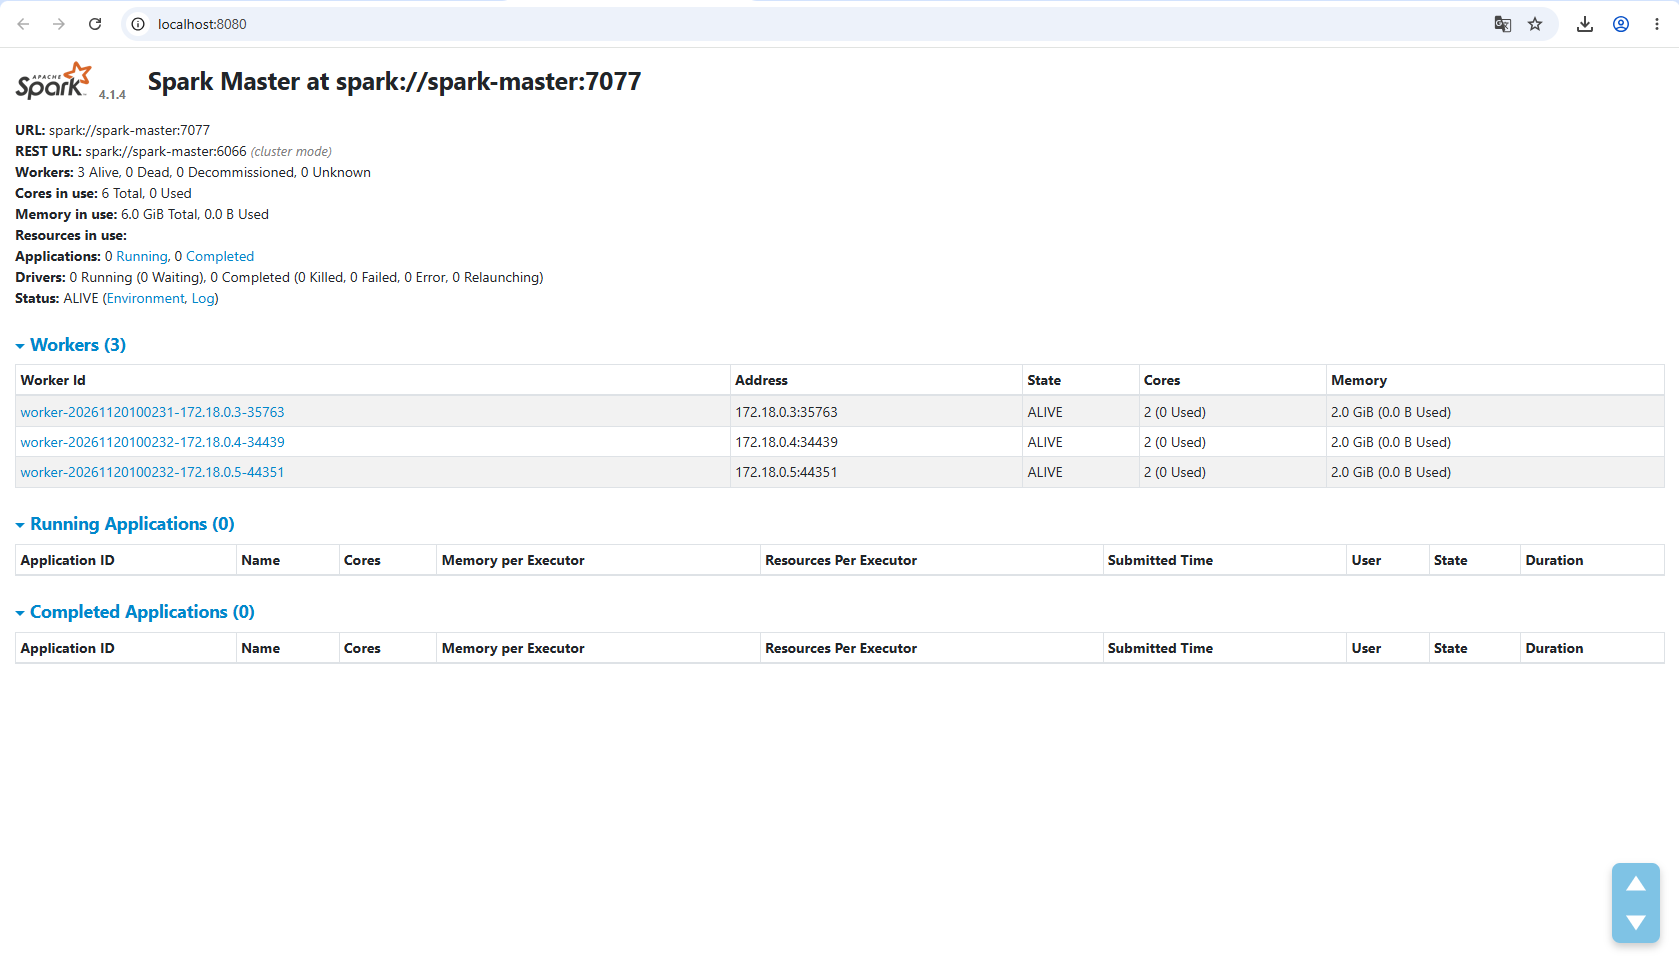 localhost:8080
APACHE Spark™ 4.1.4 Spark Master at spark://spark-master:7077
URL: spark://spark-master:7077
REST URL: spark://spark-master:6066 (cluster mode)
Workers: 3 Alive, 0 Dead, 0 Decommissioned, 0 Unknown
Cores in use: 6 Total, 0 Used
Memory in use: 6.0 GiB Total, 0.0 B Used
Resources in use:
Applications: 0 Running, 0 Completed
Drivers: 0 Running (0 Waiting), 0 Completed (0 Killed, 0 Failed, 0 Error, 0 Relaunching)
Status: ALIVE (Environment, Log)
Workers (3)
Worker Id Address State Cores Memory
worker-20261120100231-172.18.0.3-35763 172.18.0.3:35763 ALIVE 2 (0 Used) 2.0 GiB (0.0 B Used)
worker-20261120100232-172.18.0.4-34439 172.18.0.4:34439 ALIVE 2 (0 Used) 2.0 GiB (0.0 B Used)
worker-20261120100232-172.18.0.5-44351 172.18.0.5:44351 ALIVE 2 (0 Used) 2.0 GiB (0.0 B Used)
Running Applications (0)
Application ID Name Cores Memory per Executor Resources Per Executor Submitted Time User State Duration
Completed Applications (0)
Application ID Name Cores Memory per Executor Resources Per Executor Submitted Time User State Duration